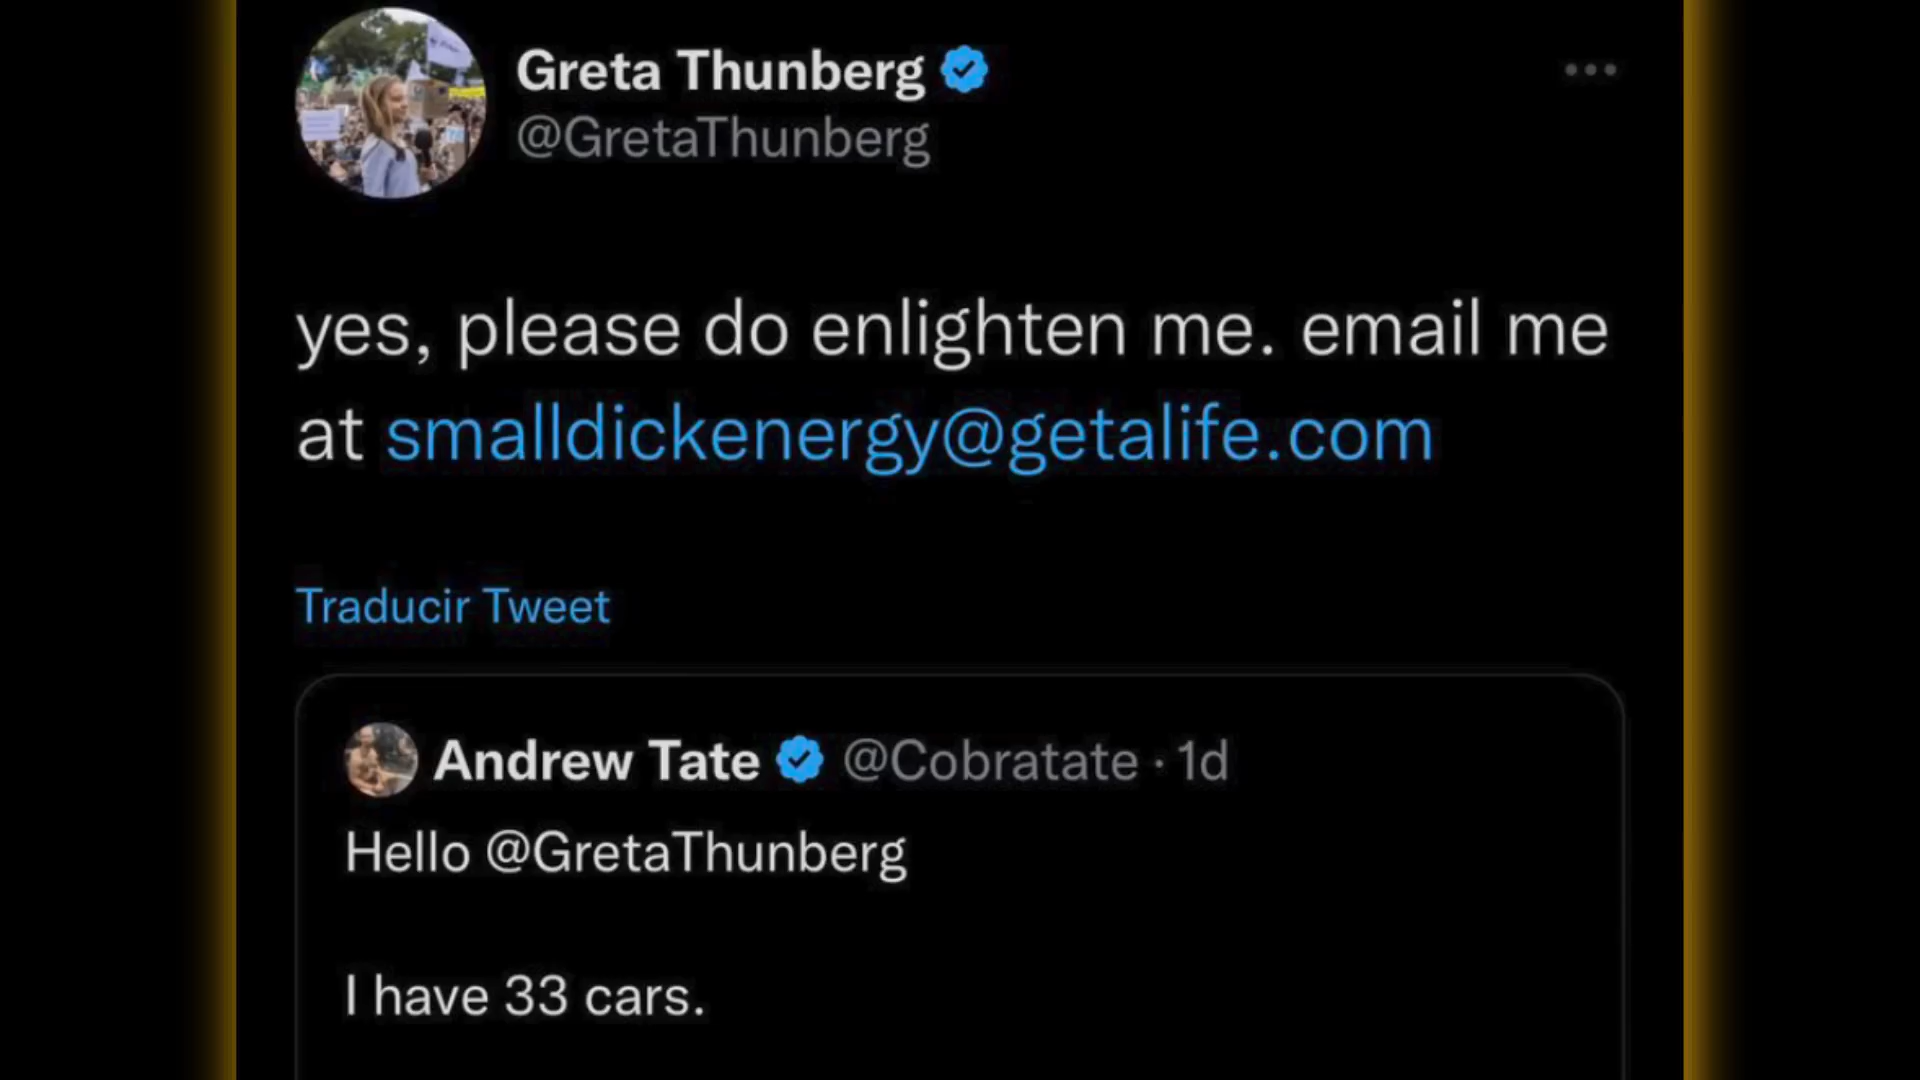 Greta Thunberg
@GretaThunberg
yes, please do enlighten me. email me
at smalldickenergy@getalife.com
Traducir Tweet
Andrew Tate @Cobratate · 1d
Hello @GretaThunberg
I have 33 cars.